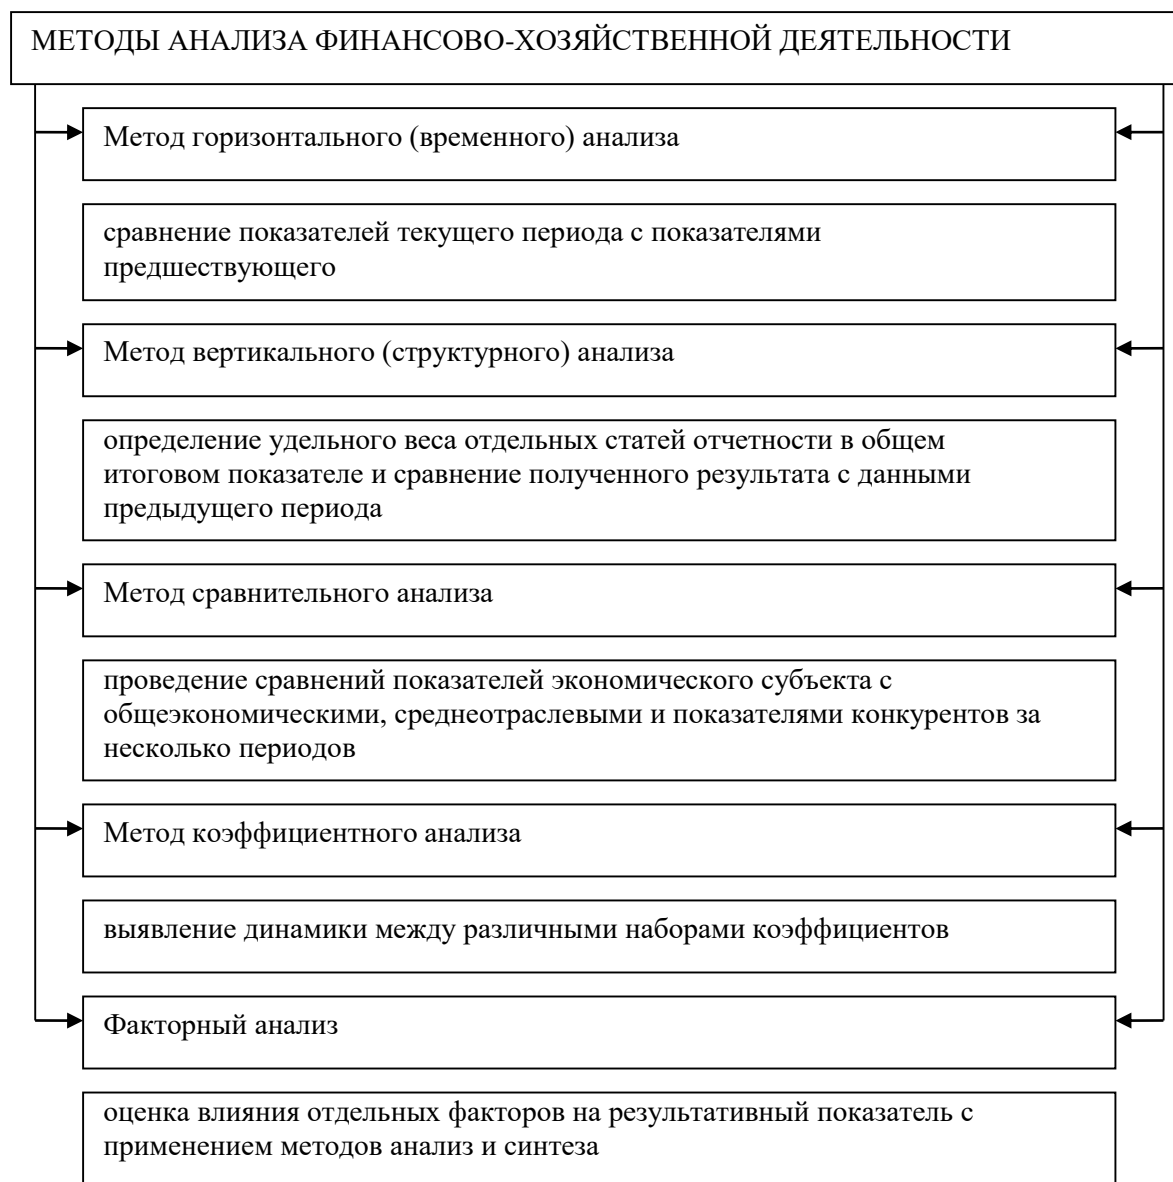 МЕТОДЫ АНАЛИЗА ФИНАНСОВО-ХОЗЯЙСТВЕННОЙ ДЕЯТЕЛЬНОСТИ
Метод горизонтального (временного) анализа
сравнение показателей текущего периода с показателями
предшествующего
Метод вертикального (структурного) анализа
определение удельного веса отдельных статей отчетности в общем
итоговом показателе и сравнение полученного результата с данными
предыдущего периода
Метод сравнительного анализа
проведение сравнений показателей экономического субъекта с
общеэкономическими, среднеотраслевыми и показателями конкурентов за
несколько периодов
Метод коэффициентного анализа
выявление динамики между различными наборами коэффициентов
Факторный анализ
оценка влияния отдельных факторов на результативный показатель с
применением методов анализ и синтеза